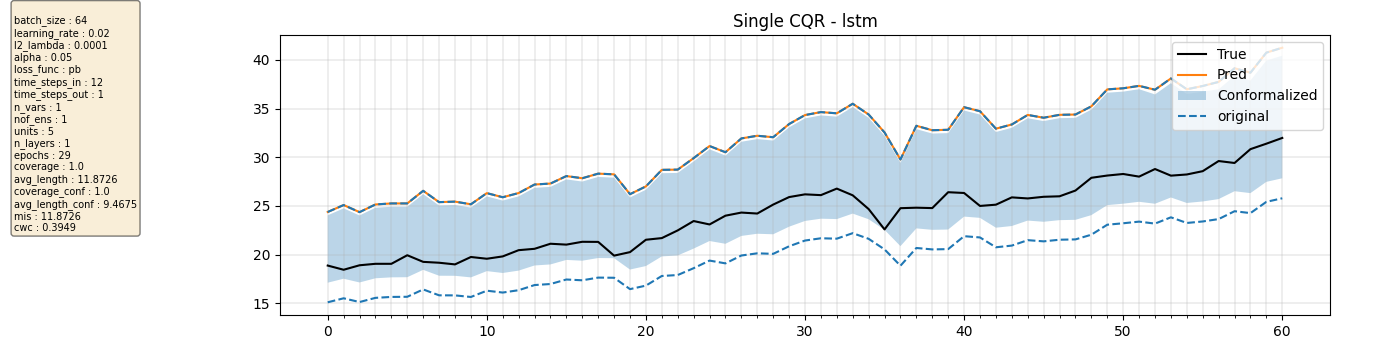 batch_size : 64
learning_rate : 0.02
l2_lambda : 0.0001
alpha : 0.05
loss_func : pb
time_steps_in : 12
time_steps_out : 1
n_vars : 1
nof_ens : 1
units : 5
n_layers : 1
epochs : 29
coverage : 1.0
avg_length : 11.8726
coverage_conf : 1.0
avg_length_conf : 9.4675
mis : 11.8726
cwc : 0.3949
Single CQR - lstm
40
35
30
25
20
15
True
Pred
Conformalized
original
0 10 20 30 40 50 60